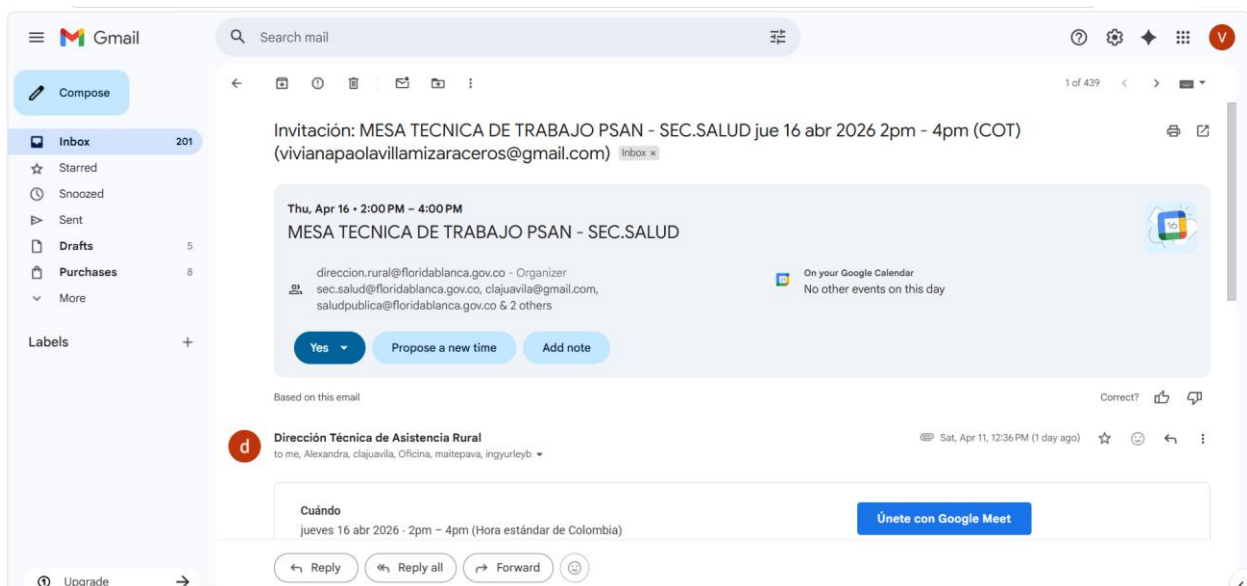 Gmail
Search mail
V
Compose
1 of 439
Inbox 201
Starred
Snoozed
Sent
Drafts 5
Purchases 8
More
Labels
Upgrade
Invitación: MESA TECNICA DE TRABAJO PSAN - SEC.SALUD jue 16 abr 2026 2pm - 4pm (COT)
(vivianapaolavillamizaraceros@gmail.com) Inbox ×
Thu, Apr 16 • 2:00 PM – 4:00 PM
MESA TECNICA DE TRABAJO PSAN - SEC.SALUD
16
direccion.rural@floridablanca.gov.co - Organizer
sec.salud@floridablanca.gov.co, clajuavila@gmail.com,
saludpublica@floridablanca.gov.co & 2 others
On your Google Calendar
No other events on this day
Yes
Propose a new time
Add note
Based on this email
Correct?
d
Dirección Técnica de Asistencia Rural
Sat, Apr 11, 12:36 PM (1 day ago)
to me, Alexandra, clajuavila, Oficina, maitepava, ingyurleyb
Cuándo
jueves 16 abr 2026 · 2pm – 4pm (Hora estándar de Colombia)
Únete con Google Meet
Reply
Reply all
Forward